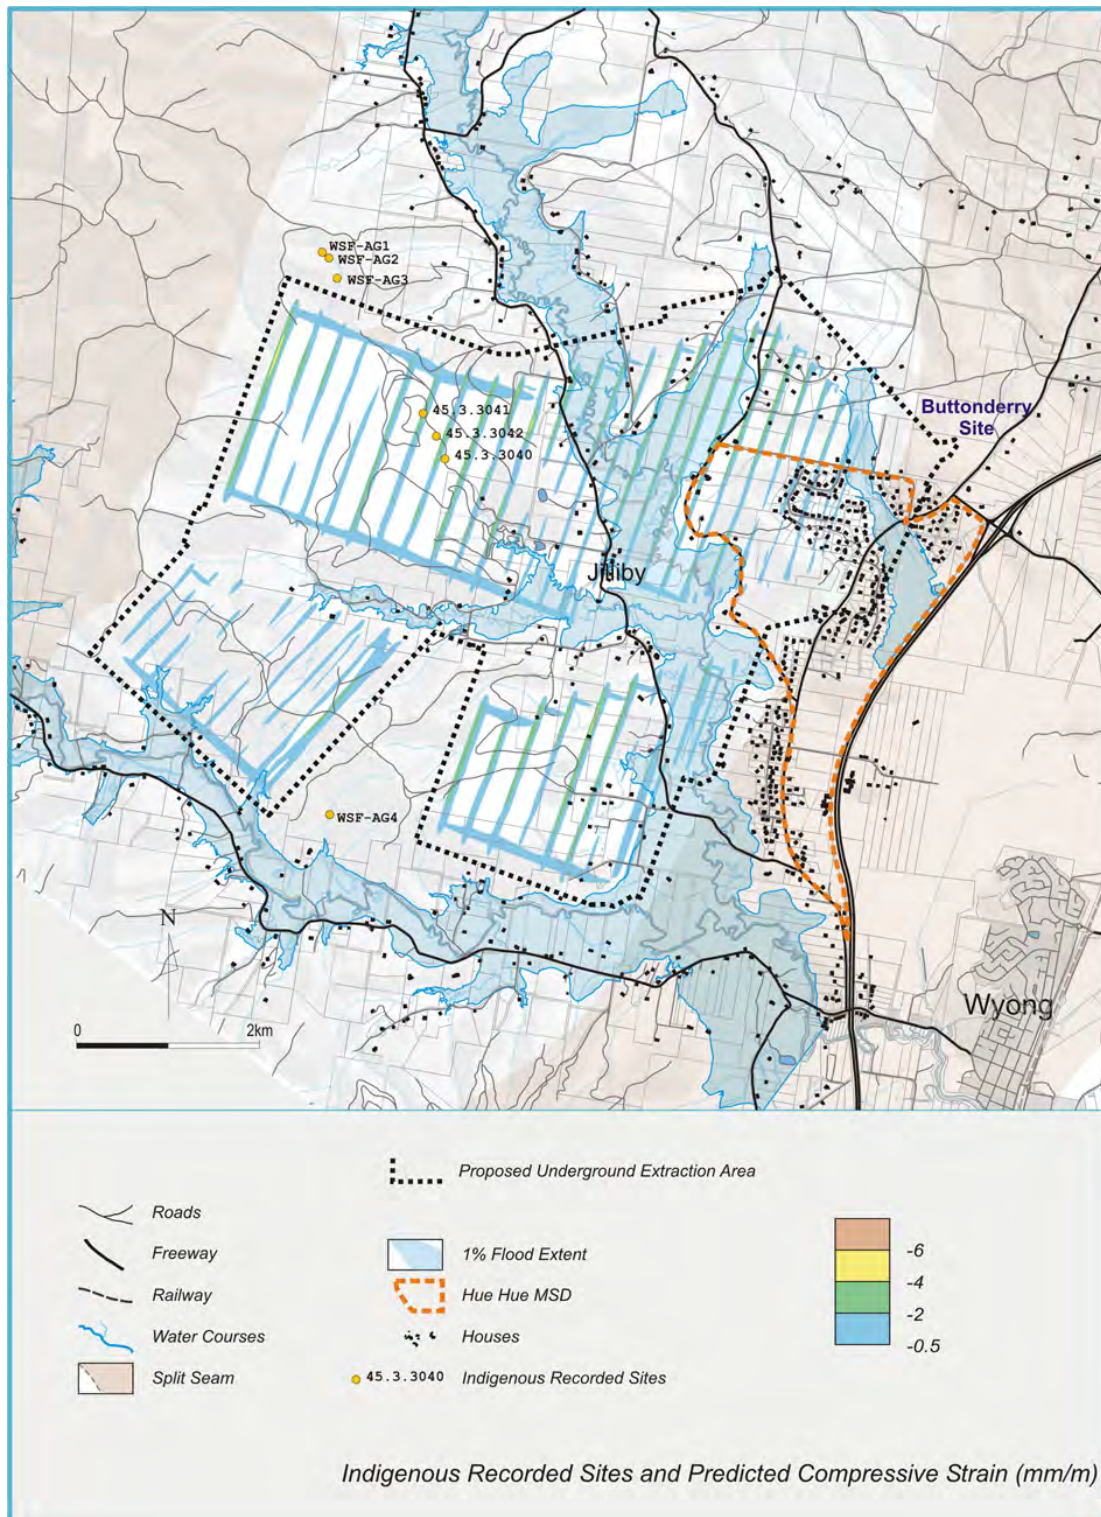 WSF-AG1
WSF-AG2
WSF-AG3
45.3.3041
45.3.3042
45.3.3040
Buttonderry
Site
Jilliby
WSF-AG4
N
0 2km
Wyong
Proposed Underground Extraction Area
Roads
Freeway
Railway
Water Courses
Split Seam
1% Flood Extent
Hue Hue MSD
Houses
45.3.3040 Indigenous Recorded Sites
-6
-4
-2
-0.5
Indigenous Recorded Sites and Predicted Compressive Strain (mm/m)